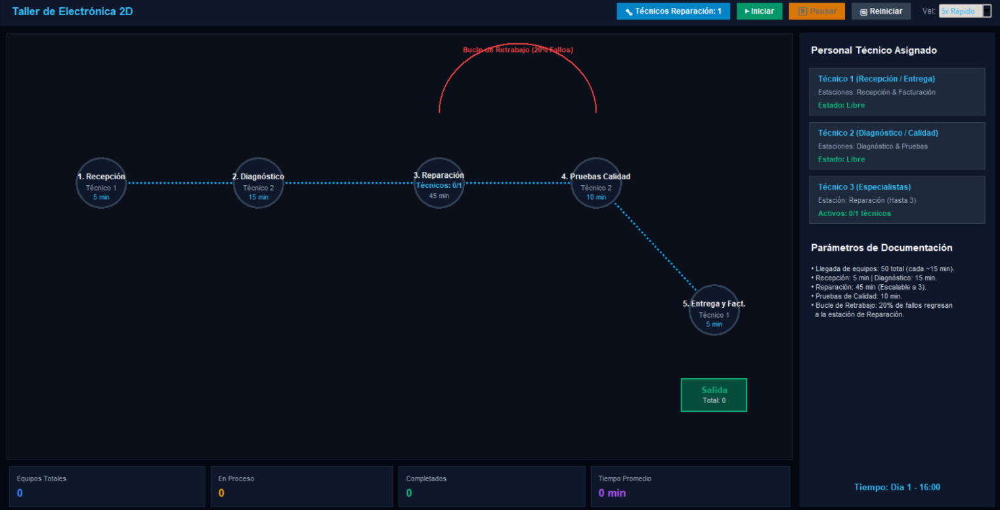 Taller de Electrónica 2D
Técnicos Reparación: 1
Iniciar
Pausar
Reiniciar
Vel:
5x Rápido
Bucle de Retrabajo (20% Fallos)
1. Recepción
Técnico 1
5 min
2. Diagnóstico
Técnico 2
15 min
3. Reparación
Técnicos: 0/1
45 min
4. Pruebas Calidad
Técnico 2
10 min
5. Entrega y Fact.
Técnico 1
5 min
Salida
Total: 0
Personal Técnico Asignado
Técnico 1 (Recepción / Entrega)
Estaciones: Recepción & Facturación
Estado: Libre
Técnico 2 (Diagnóstico / Calidad)
Estaciones: Diagnóstico & Pruebas
Estado: Libre
Técnico 3 (Especialistas)
Estación: Reparación (Hasta 3)
Activos: 0/1 técnicos
Parámetros de Documentación
• Llegada de equipos: 50 total (cada ~15 min).
• Recepción: 5 min | Diagnóstico: 15 min.
• Reparación: 45 min (Escalable a 3).
• Pruebas de Calidad: 10 min.
• Bucle de Retrabajo: 20% de fallos regresan
a la estación de Reparación.
Tiempo: Día 1 - 16:00
Equipos Totales
0
En Proceso
0
Completados
0
Tiempo Promedio
0 min